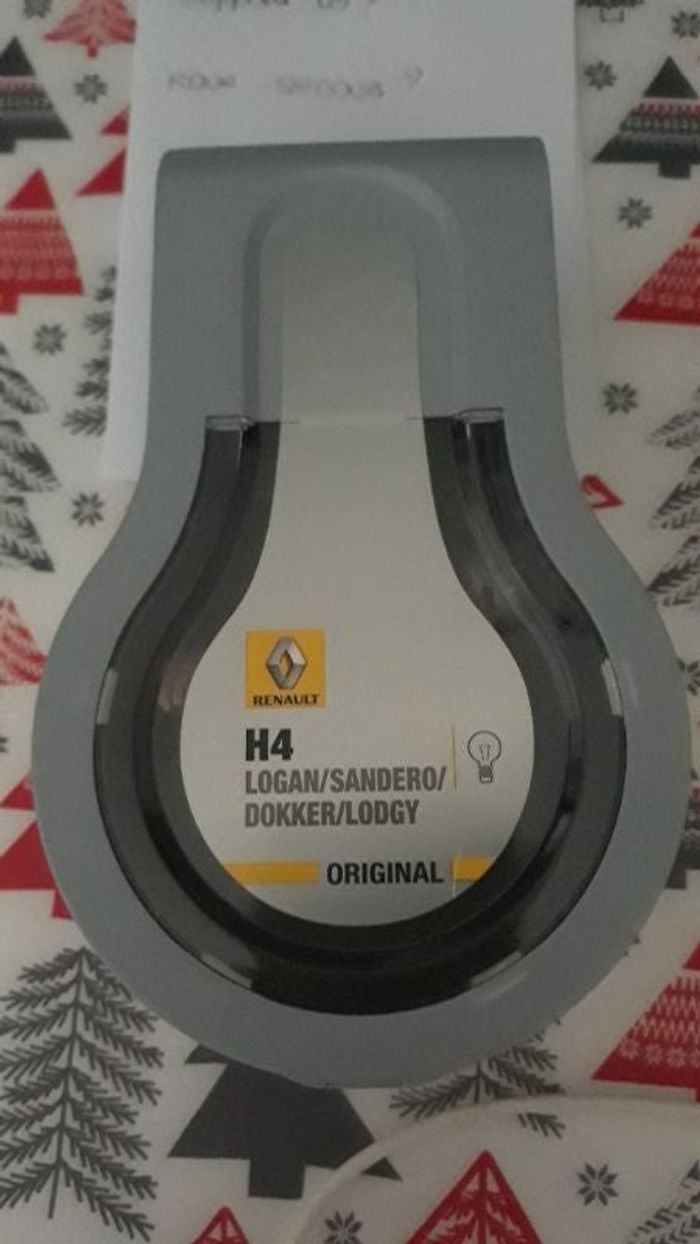 RENAULT
H4
LOGAN/SANDERO/
DOKKER/LODGY
ORIGINAL